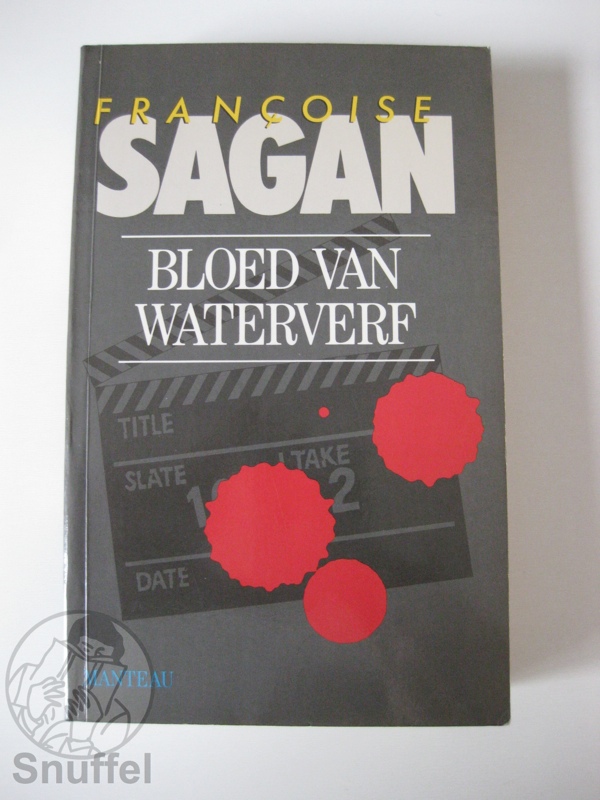 FRANÇOISE
SAGAN
BLOED VAN
WATERVERF
TITLE
SLATE
TAKE
2
DATE
MANTEAU
Snuffel